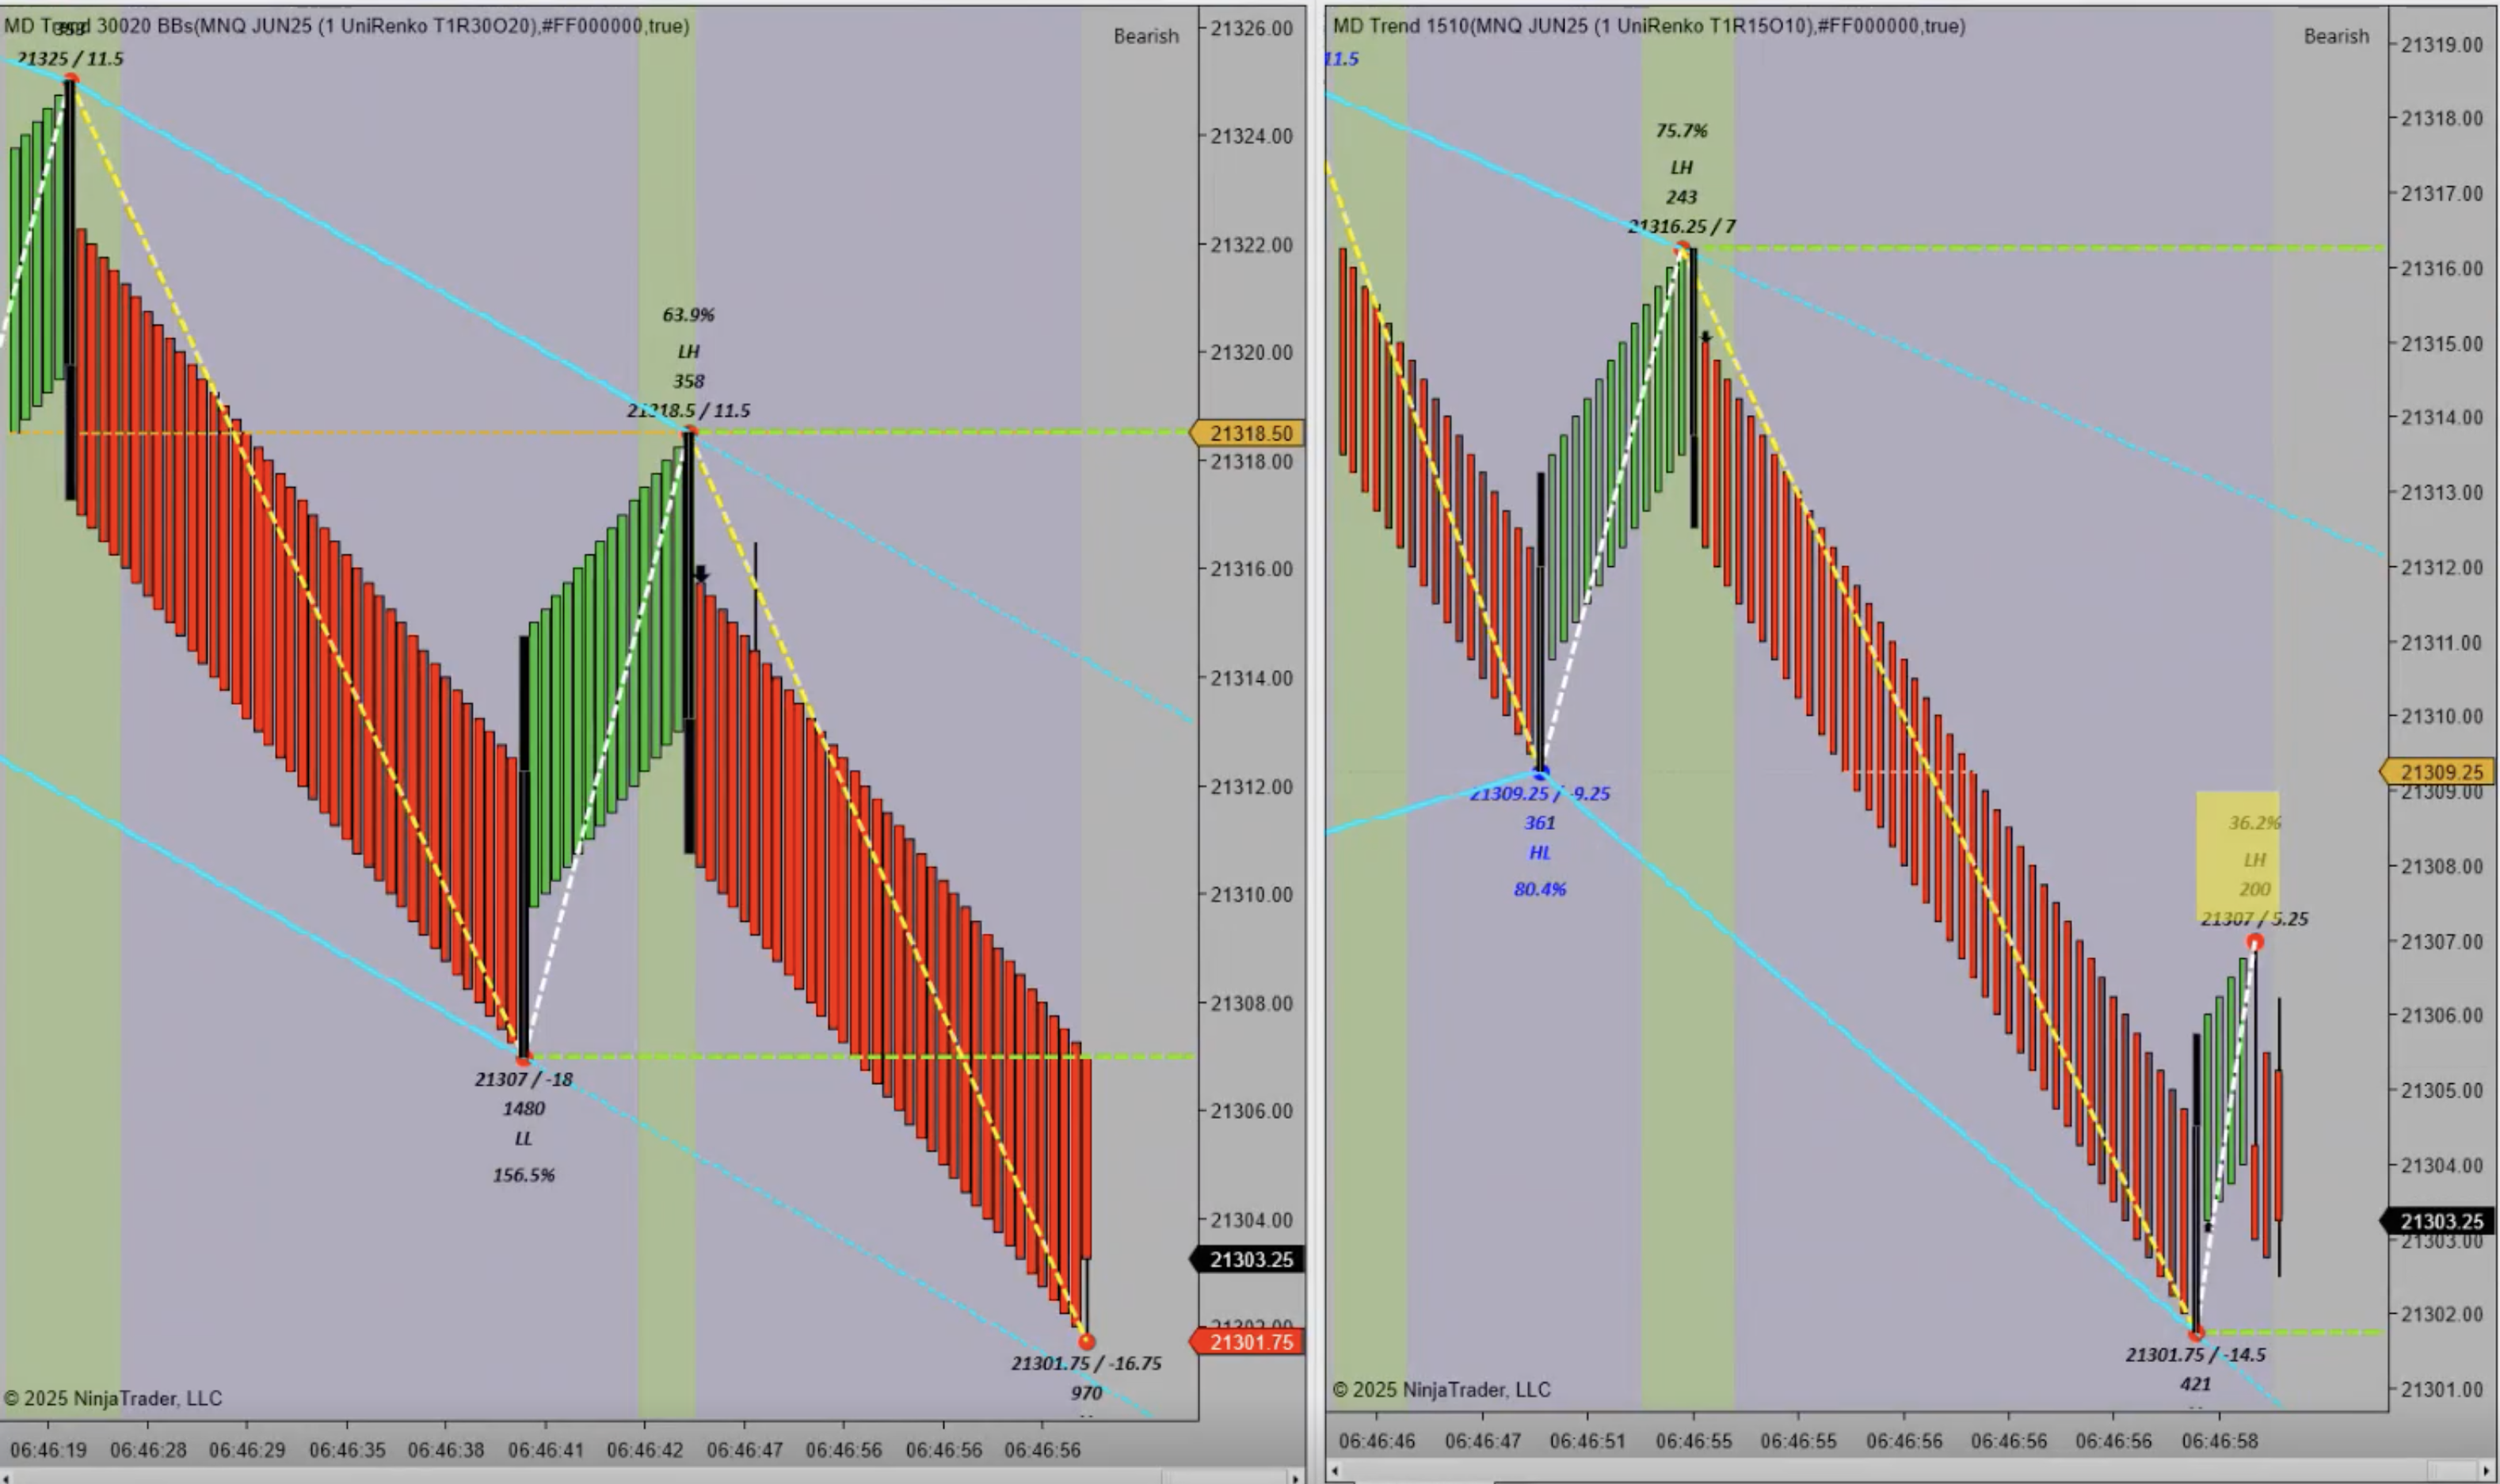 MD Trend 30020 BBs(MNQ JUN25 (1 UniRenko T1R30O20),#FF000000,true)
Bearish
21325 / 11.5
63.9%
LH
358
21318.5 / 11.5
21307 / -18
1480
LL
156.5%
21301.75 / -16.75
970
21326.00
21324.00
21322.00
21320.00
21318.50
21318.00
21316.00
21314.00
21312.00
21310.00
21308.00
21306.00
21304.00
21303.25
21302.00
21301.75
© 2025 NinjaTrader, LLC
06:46:19 06:46:28 06:46:29 06:46:35 06:46:38 06:46:41 06:46:42 06:46:47 06:46:56 06:46:56 06:46:56
MD Trend 1510(MNQ JUN25 (1 UniRenko T1R15O10),#FF000000,true)
Bearish
11.5
75.7%
LH
243
21316.25 / 7
21309.25 / -9.25
361
HL
80.4%
36.2%
LH
200
21307 / 5.25
21301.75 / -14.5
421
21319.00
21318.00
21317.00
21316.00
21315.00
21314.00
21313.00
21312.00
21311.00
21310.00
21309.25
21309.00
21308.00
21307.00
21306.00
21305.00
21304.00
21303.25
21303.00
21302.00
21301.00
© 2025 NinjaTrader, LLC
06:46:46 06:46:47 06:46:51 06:46:55 06:46:55 06:46:56 06:46:56 06:46:56 06:46:58